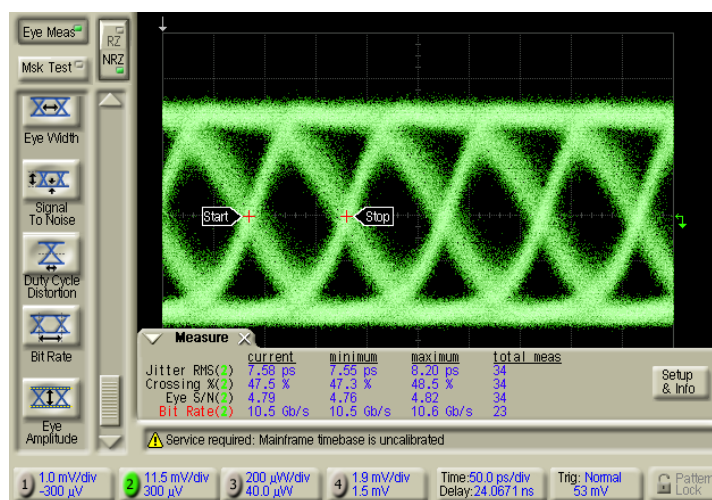 Eye Meas
RZ
NRZ
Msk Test
Eye Width
Signal
To Noise
Duty Cycle
Distortion
Bit Rate
Eye
Amplitude
Start
Stop
Measure
current minimum maximum total meas
Jitter RMS(2) 7.58 ps 7.55 ps 8.20 ps 34
Crossing %(2) 47.5 % 47.3 % 48.5 % 34
Eye S/N(2) 4.79 4.76 4.82 34
Bit Rate(2) 10.5 Gb/s 10.5 Gb/s 10.6 Gb/s 23
Setup
& Info
Service required: Mainframe timebase is uncalibrated
1 1.0 mV/div
-300 µV
2 11.5 mV/div
300 µV
3 200 µW/div
40.0 µW
4 1.9 mV/div
1.5 mV
Time:50.0 ps/div
Delay:24.0671 ns
Trig: Normal
53 mV
Pattern
Lock